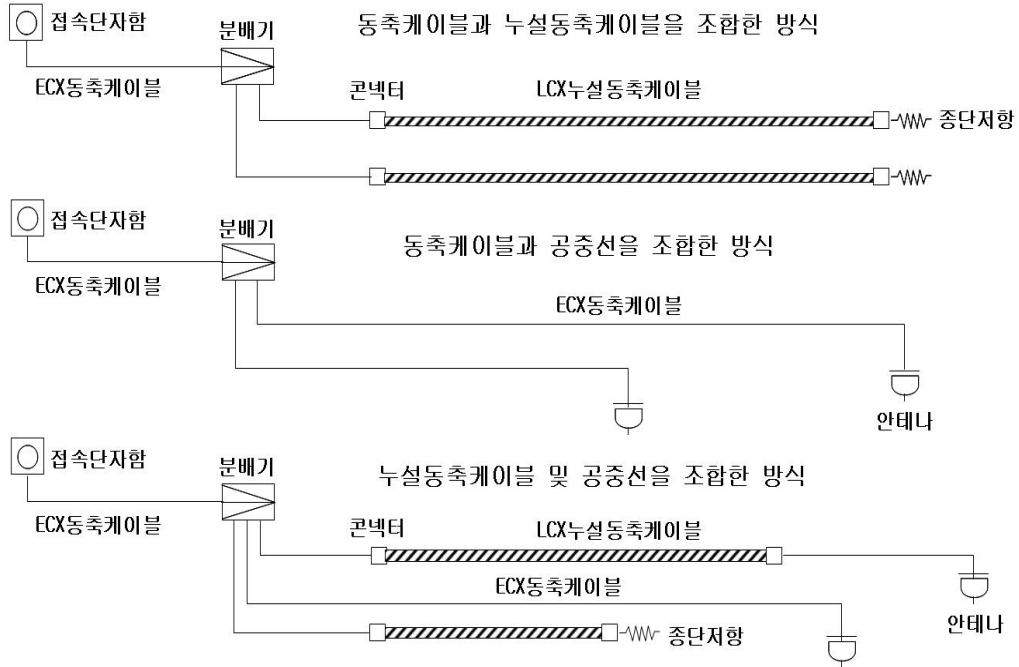 접속단자함
분배기
동축케이블과 누설동축케이블을 조합한 방식
ECX동축케이블
콘넥터
LCX누설동축케이블
종단저항
접속단자함
분배기
동축케이블과 공중선을 조합한 방식
ECX동축케이블
ECX동축케이블
안테나
접속단자함
분배기
누설동축케이블 및 공중선을 조합한 방식
ECX동축케이블
콘넥터
LCX누설동축케이블
ECX동축케이블
안테나
종단저항